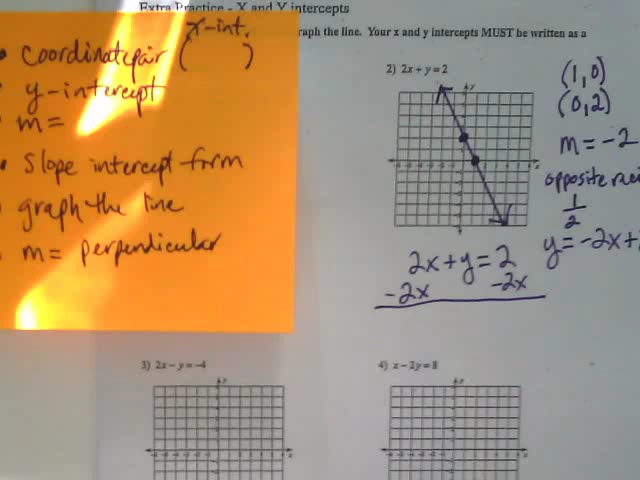 Extra Practice - X and Y intercepts
raph the line. Your x and y intercepts MUST be written as a
x-int.
• coordinate pair ( )
y-intercept
• m =
• slope intercept form
graph the line
m = perpendicular
2) 2x + y = 2
(1,0)
(0,2)
m = -2
opposite
1/2
y = -2x +
2x + y = 2
-2x -2x
3) 2x – y = -4
4) x – 2y = 8